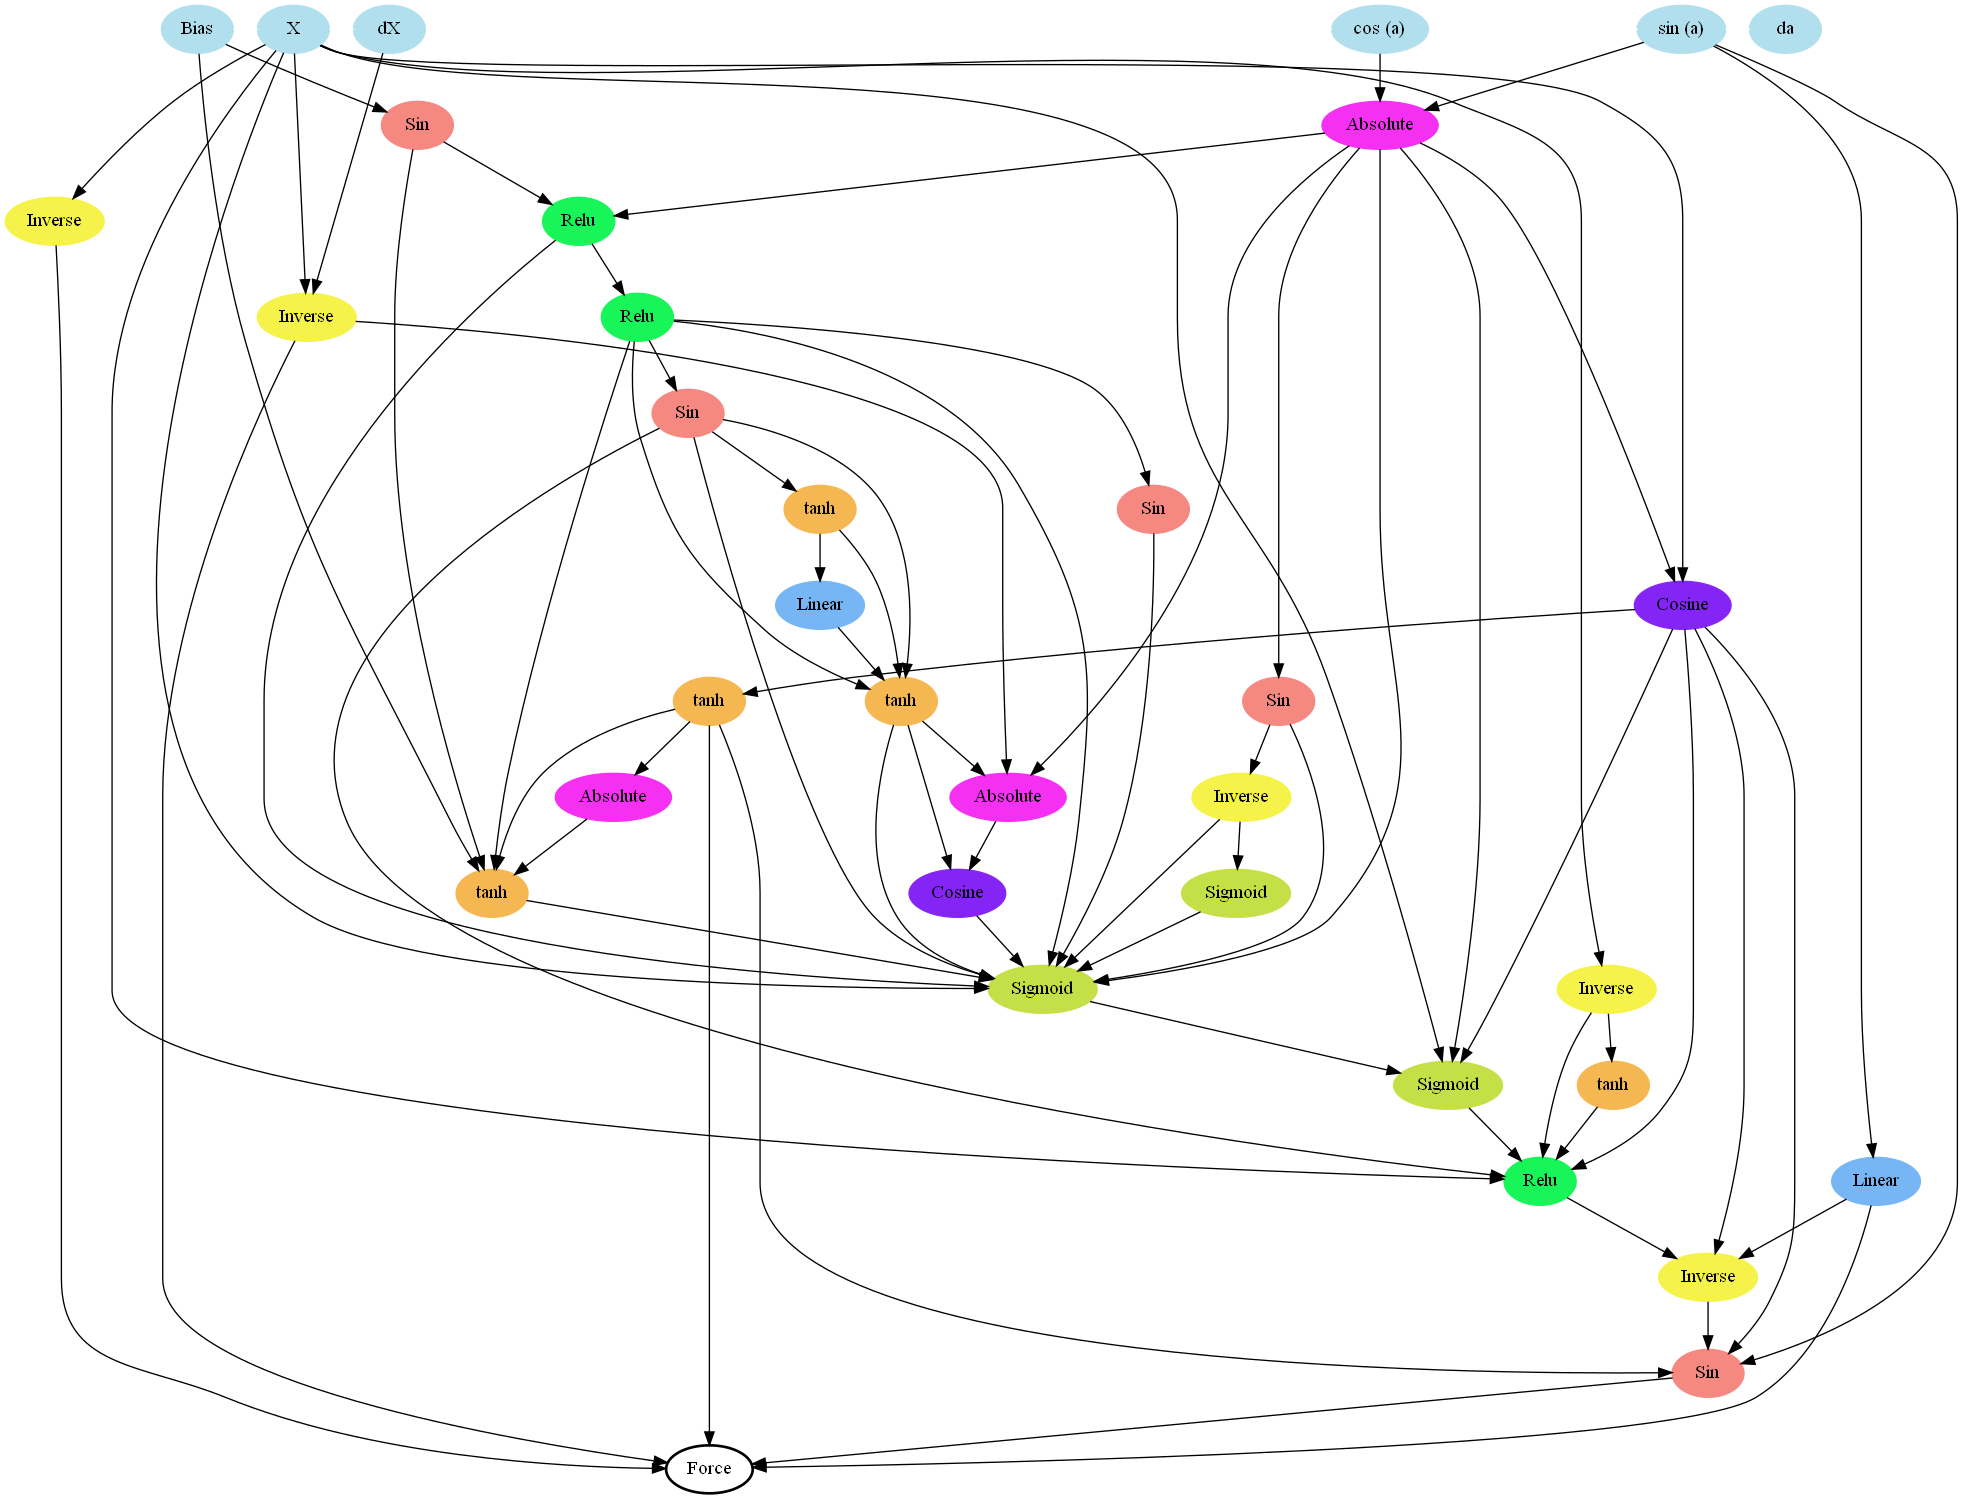 Bias
X
dX
cos (a)
sin (a)
da
Sin
Absolute
Inverse
Relu
Inverse
Relu
Sin
tanh
Sin
Linear
Cosine
tanh
tanh
Sin
Absolute
Absolute
Inverse
tanh
Cosine
Sigmoid
Sigmoid
Inverse
Sigmoid
tanh
Relu
Linear
Inverse
Sin
Force